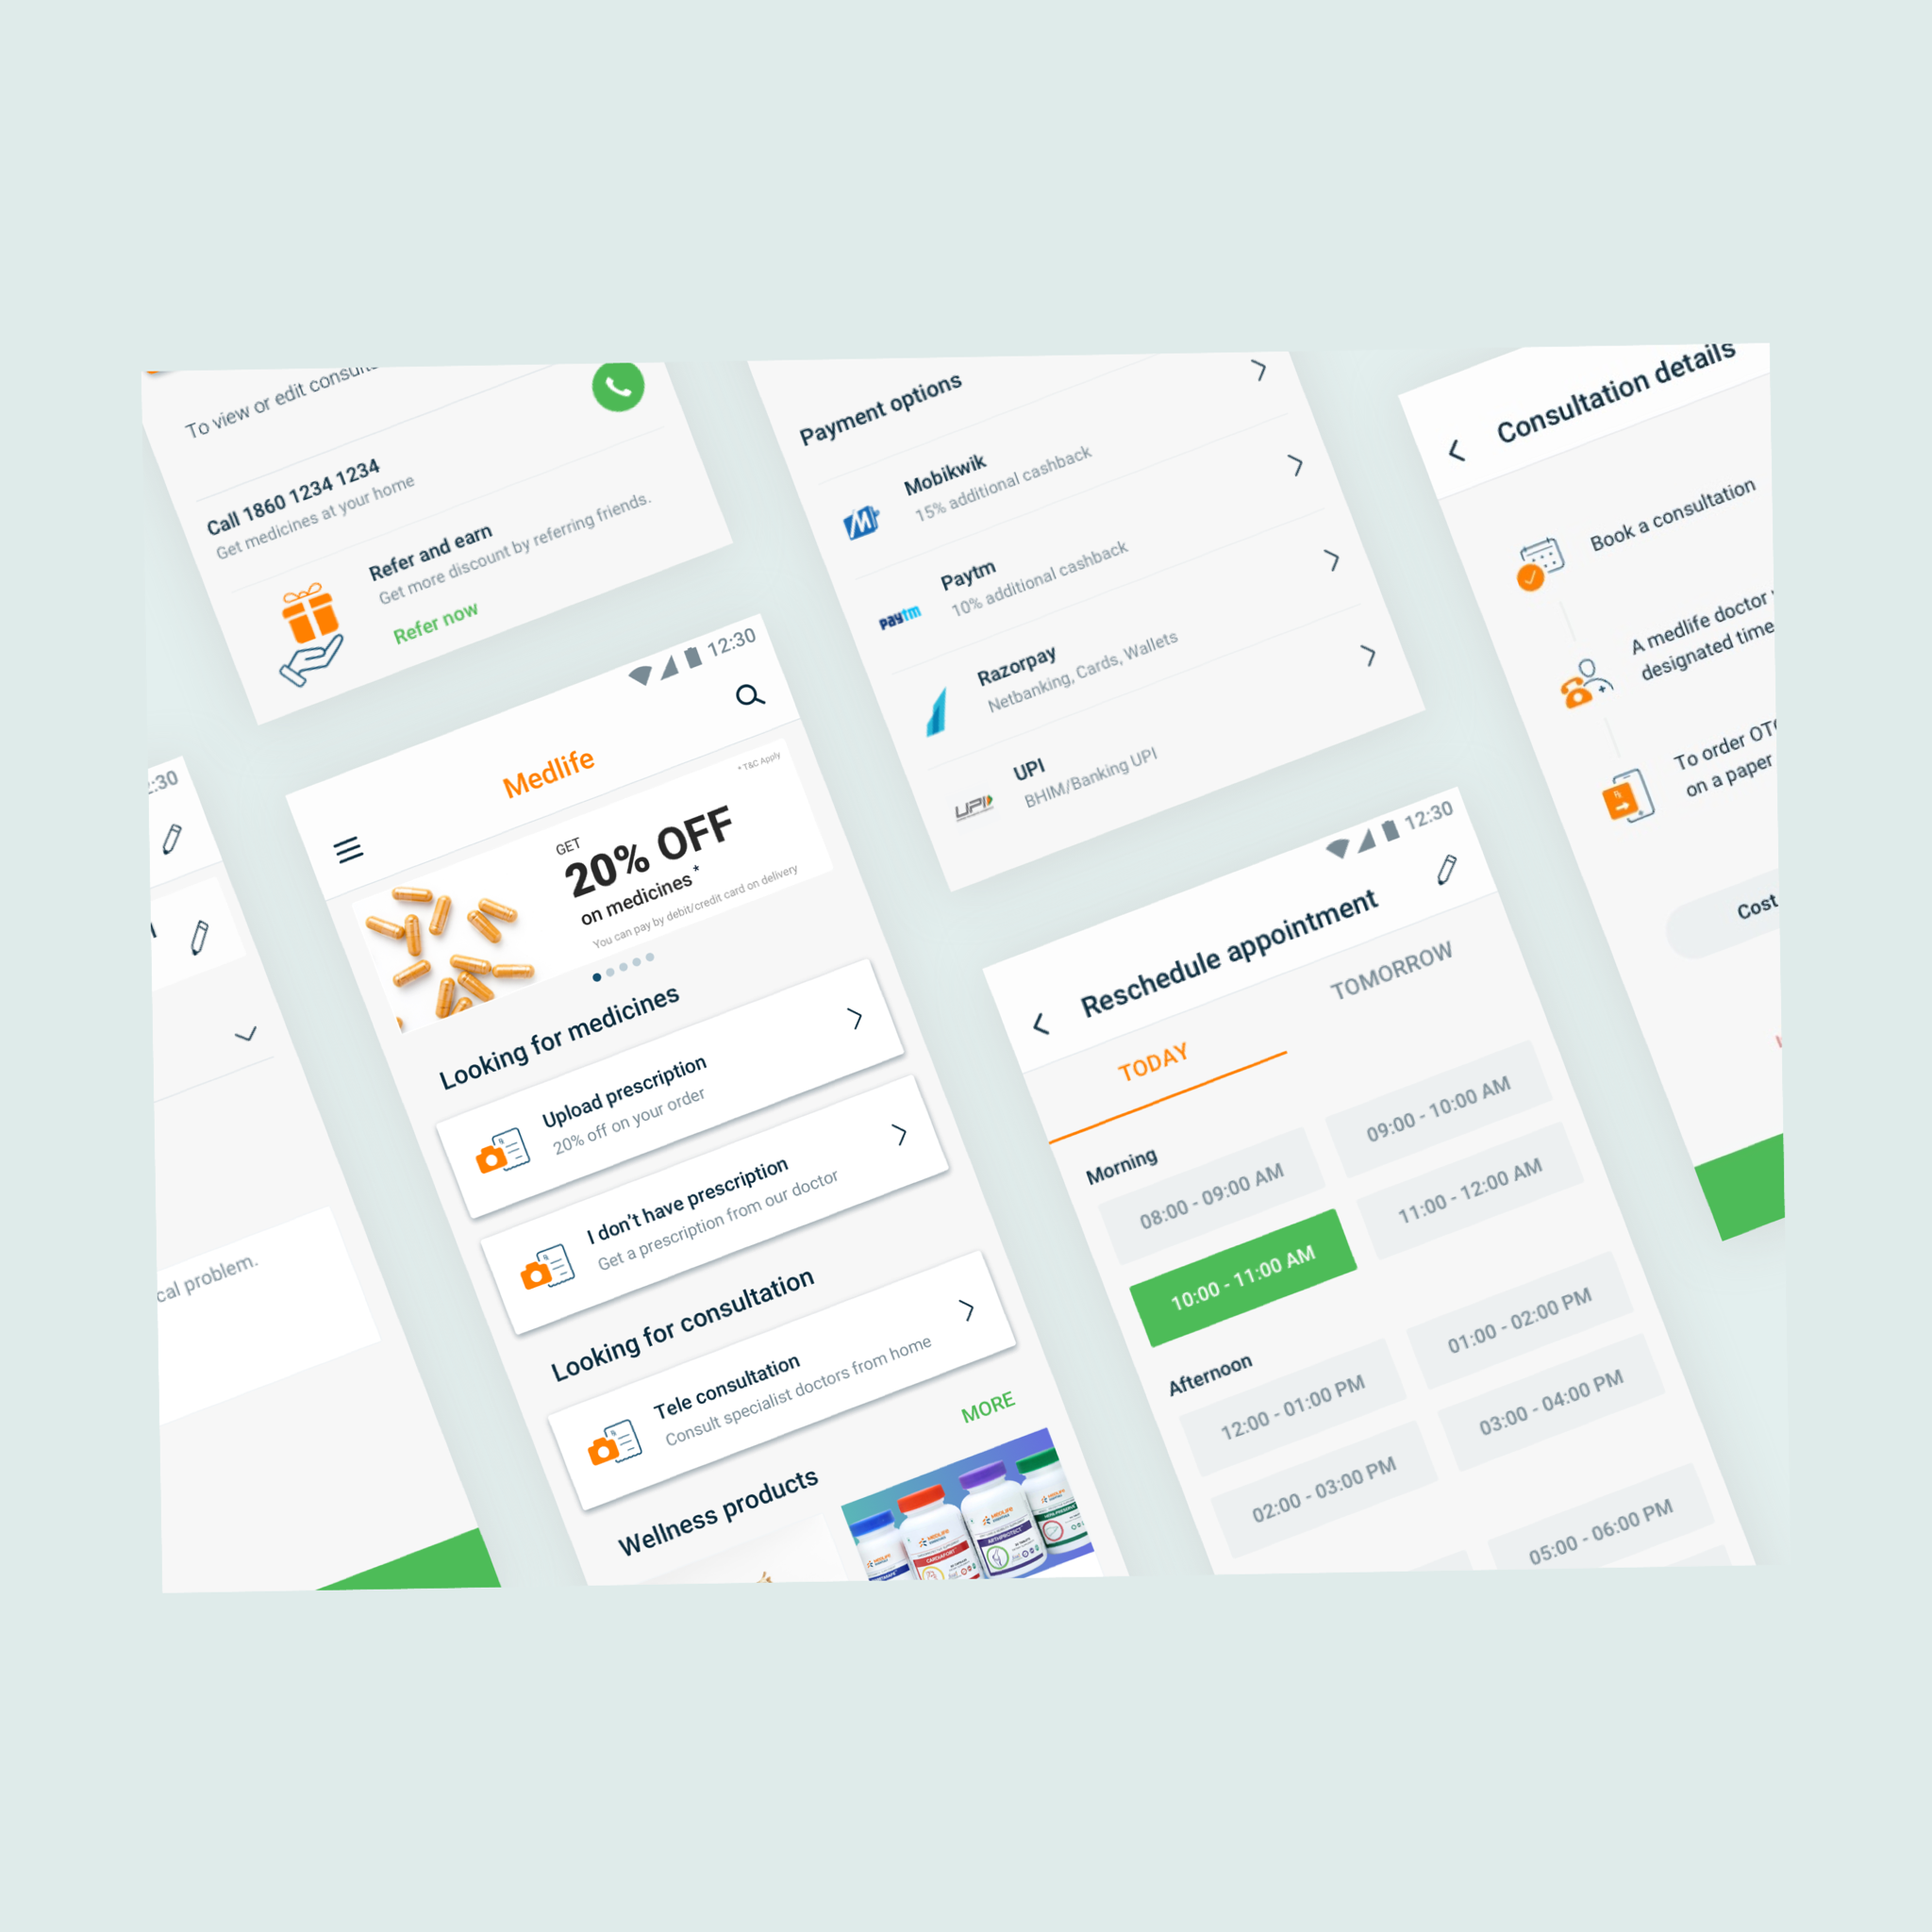 To view or edit
Call 1860 1234 1234
Get medicines at your home
Refer and earn
Get more discount by referring friends.
Refer now
Payment options
Mobikwik
15% additional cashback
paytm
Paytm
10% additional cashback
Razorpay
Netbanking, Cards, Wallets
UPI
UPI
BHIM/Banking UPI
Consultation details
Book a consultation
A medlife doctor
designated time
To order
on a paper
Cost
:30
cal problem.
12:30
Medlife
* T&C Apply
GET
20% OFF
on medicines*
You can pay by debit/credit card on delivery
Looking for medicines
Upload prescription
20% off on your order
I don't have prescription
Get a prescription from our doctor
Looking for consultation
Tele consultation
Consult specialist doctors from home
MORE
Wellness products
MEDLIFE
MEDLIFE
CARDIAFORT
MEDLIFE
ARTHPROTECT
MEDLIFE
12:30
Reschedule appointment
TODAY
TOMORROW
Morning
08:00 - 09:00 AM
09:00 - 10:00 AM
10:00 - 11:00 AM
11:00 - 12:00 AM
Afternoon
12:00 - 01:00 PM
01:00 - 02:00 PM
02:00 - 03:00 PM
03:00 - 04:00 PM
05:00 - 06:00 PM